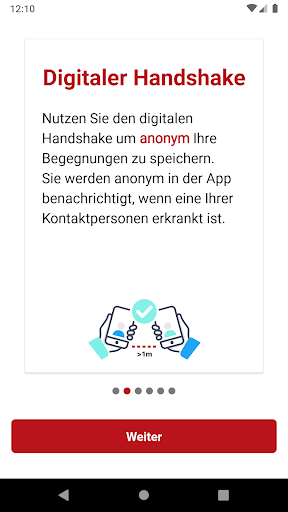 12:10
Digitaler Handshake
Nutzen Sie den digitalen
Handshake um anonym Ihre
Begegnungen zu speichern.
Sie werden anonym in der App
benachrichtigt, wenn eine Ihrer
Kontaktpersonen erkrankt ist.
>1m
Weiter